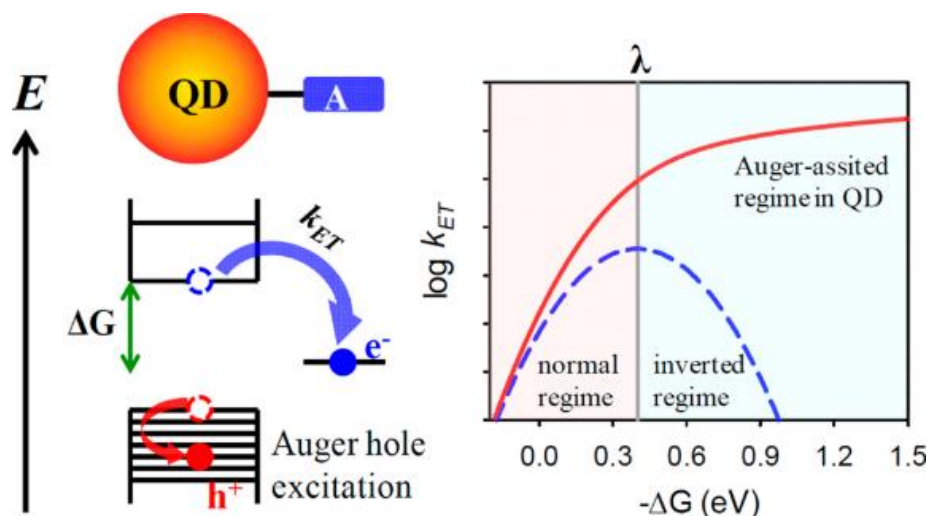 E
QD
A
k_ET
ΔG
e-
h+
Auger hole
excitation
λ
log k_ET
Auger-assited
regime in QD
normal
regime
inverted
regime
0.0 0.3 0.6 0.9 1.2 1.5
-ΔG (eV)